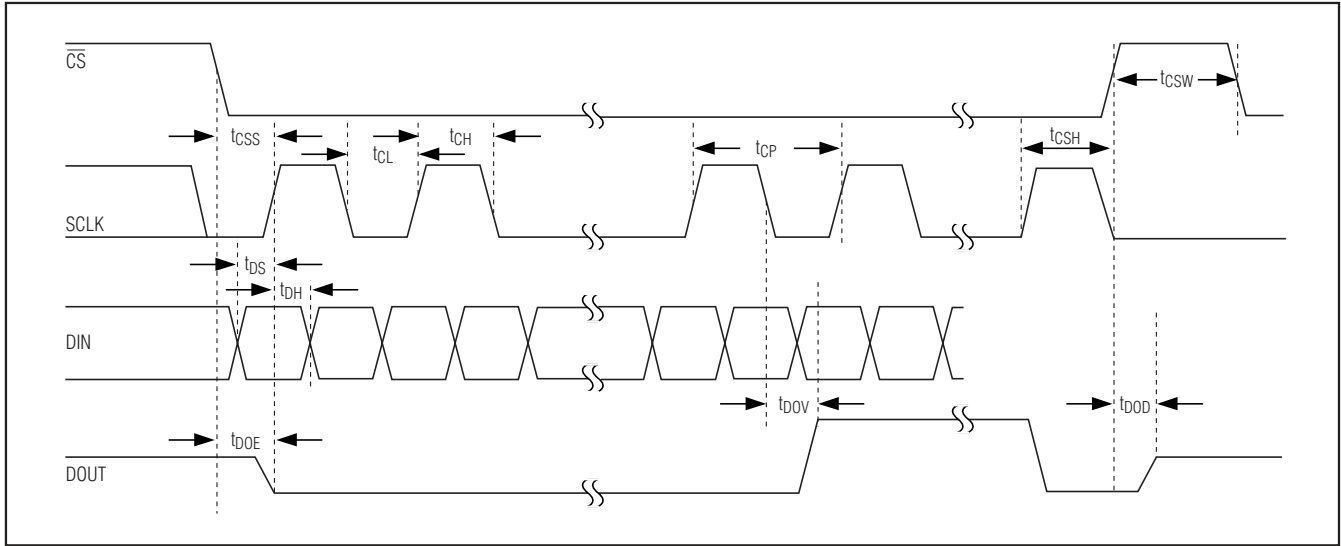 CS
tCSW
tCSS
tCH
tCSH
tCL
tCP
SCLK
tDS
tDH
DIN
tDOV
tDOD
tDOE
DOUT